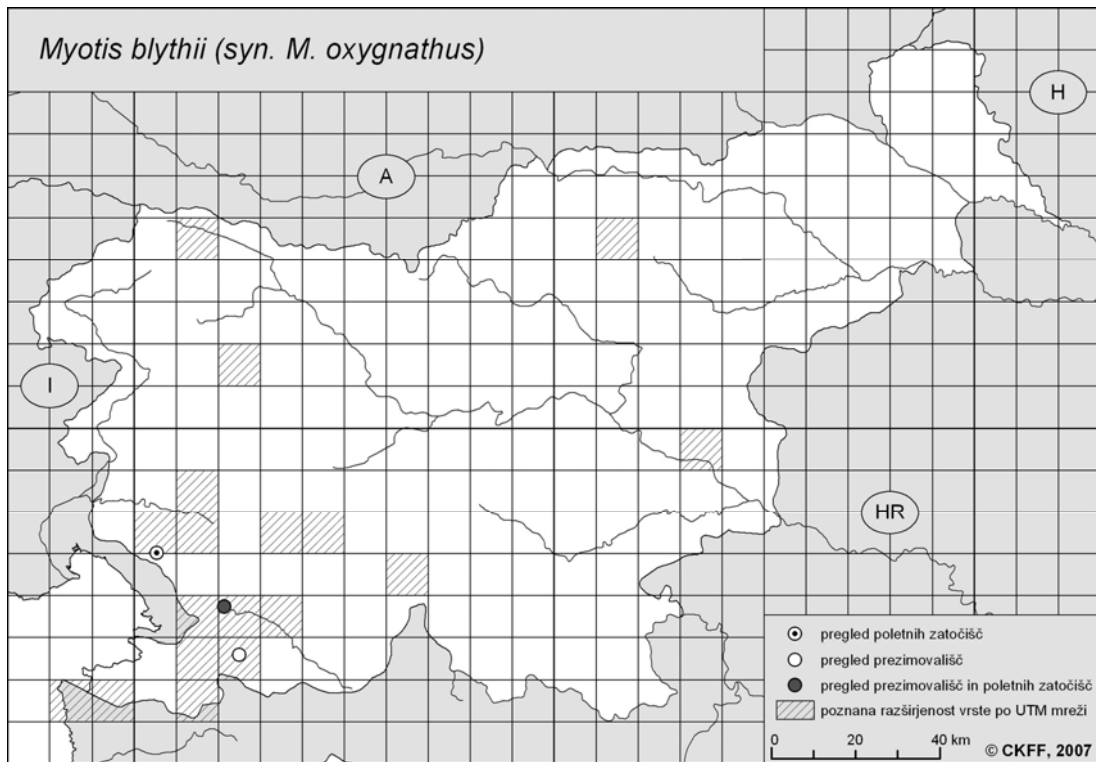 Myotis blythii (syn. M. oxygnathus)
H
A
I
HR
pregled poletnih zatočišč
pregled prezimovališč
pregled prezimovališč in poletnih zatočišč
poznana razširjenost vrste po UTM mreži
0 20 40 km
© CKFF, 2007